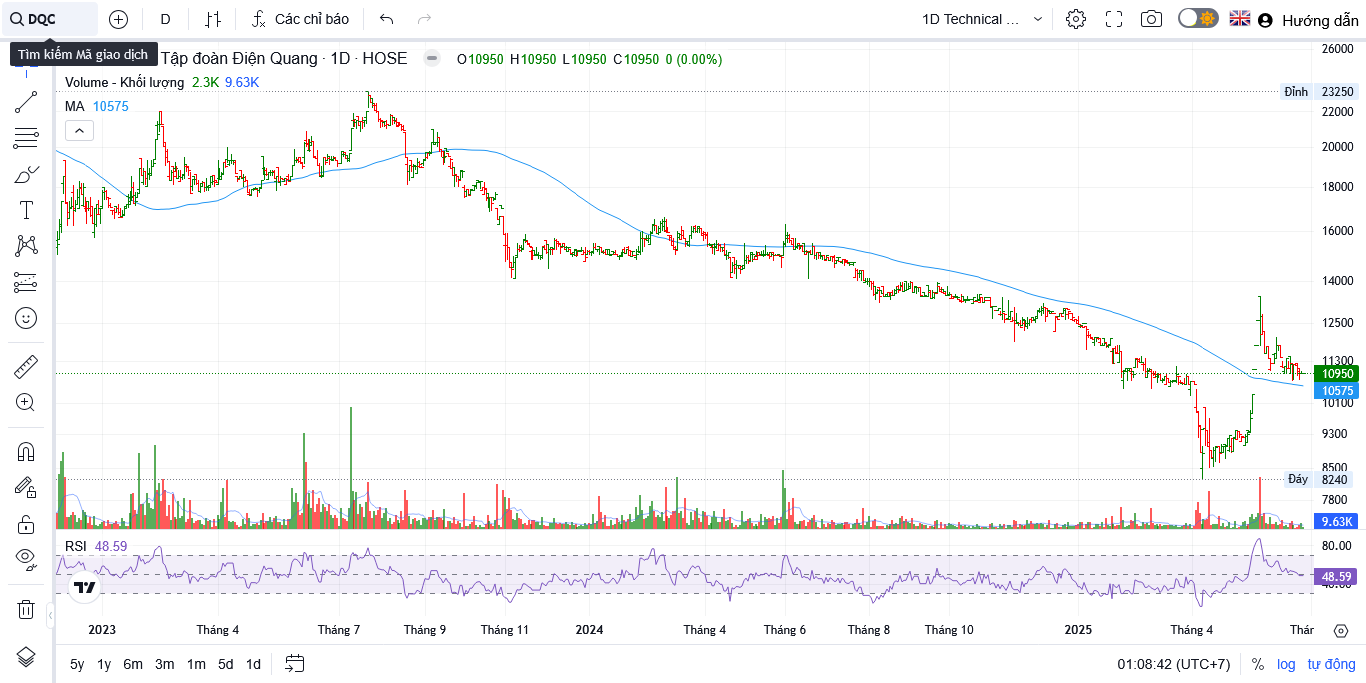 DQC
D
Các chỉ báo
1D Technical ...
Hướng dẫn
Tìm kiếm Mã giao dịch
Tập đoàn Điện Quang · 1D · HOSE
O10950 H10950 L10950 C10950 0 (0.00%)
Volume - Khối lượng 2.3K 9.63K
MA 10575
26000
Đỉnh 23250
22000
20000
18000
16000
14000
12500
11300
10950
10575
10100
9300
8500
Đáy 8240
7800
9.63K
RSI 48.59
80.00
48.59
40.00
2023
Tháng 4
Tháng 7
Tháng 9
Tháng 11
2024
Tháng 4
Tháng 6
Tháng 8
Tháng 10
2025
Tháng 4
Thár
5y 1y 6m 3m 1m 5d 1d
01:08:42 (UTC+7)
% log tự động